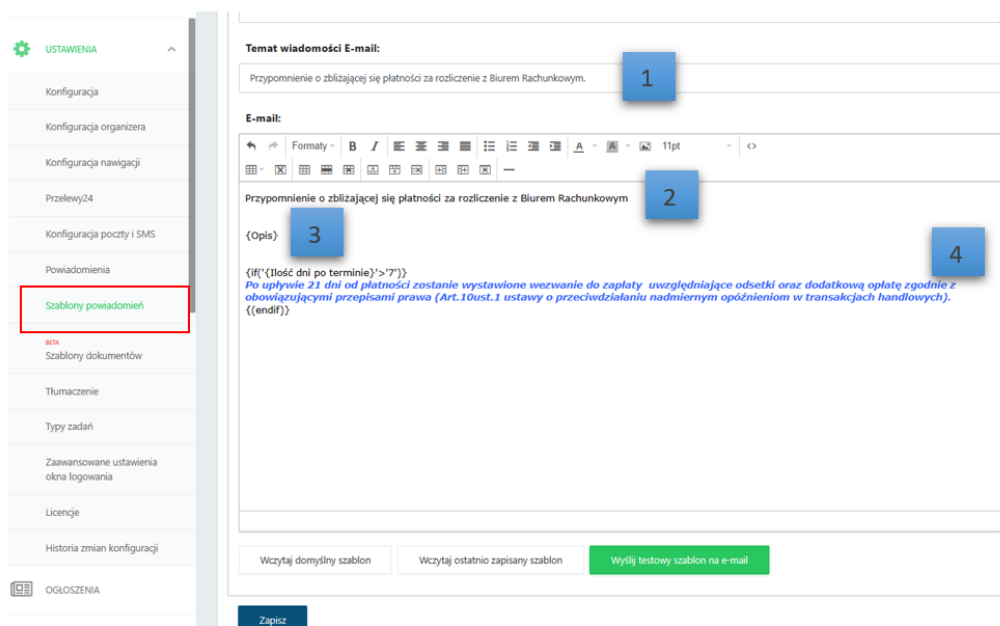 USTAWIENIA
Konfiguracja
Konfiguracja organizera
Konfiguracja nawigacji
Przelewy24
Konfiguracja poczty i SMS
Powiadomienia
Szablony powiadomień
BETA
Szablony dokumentów
Tłumaczenie
Typy zadań
Zaawansowane ustawienia
okna logowania
Licencje
Historia zmian konfiguracji
OGŁOSZENIA
Temat wiadomości E-mail:
Przypomnienie o zbliżającej się płatności za rozliczenie z Biurem Rachunkowym.
1
E-mail:
Formaty
B I
A A 11pt
Przypomnienie o zbliżającej się płatności za rozliczenie z Biurem Rachunkowym
2
{Opis}
3
4
{if('{Ilość dni po terminie}'>'7')}
Po upływie 21 dni od płatności zostanie wystawione wezwanie do zapłaty uwzględniające odsetki oraz dodatkową opłatę zgodnie z
obowiązującymi przepisami prawa (Art.10ust.1 ustawy o przeciwdziałaniu nadmiernym opóźnieniom w transakcjach handlowych).
{(endif)}
Wczytaj domyślny szablon
Wczytaj ostatnio zapisany szablon
Wyślij testowy szablon na e-mail
Zapisz